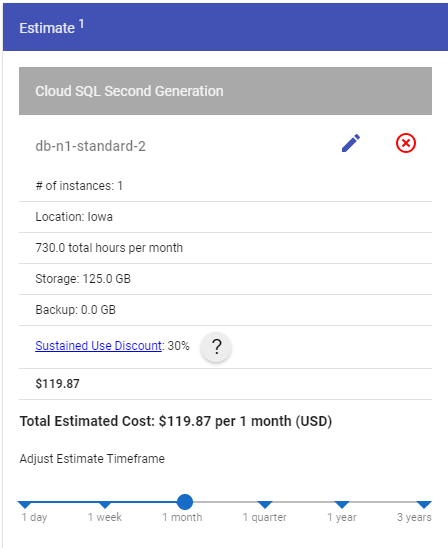 Estimate 1
Cloud SQL Second Generation
db-n1-standard-2
# of instances: 1
Location: Iowa
730.0 total hours per month
Storage: 125.0 GB
Backup: 0.0 GB
Sustained Use Discount: 30% ?
$119.87
Total Estimated Cost: $119.87 per 1 month (USD)
Adjust Estimate Timeframe
1 day 1 week 1 month 1 quarter 1 year 3 years